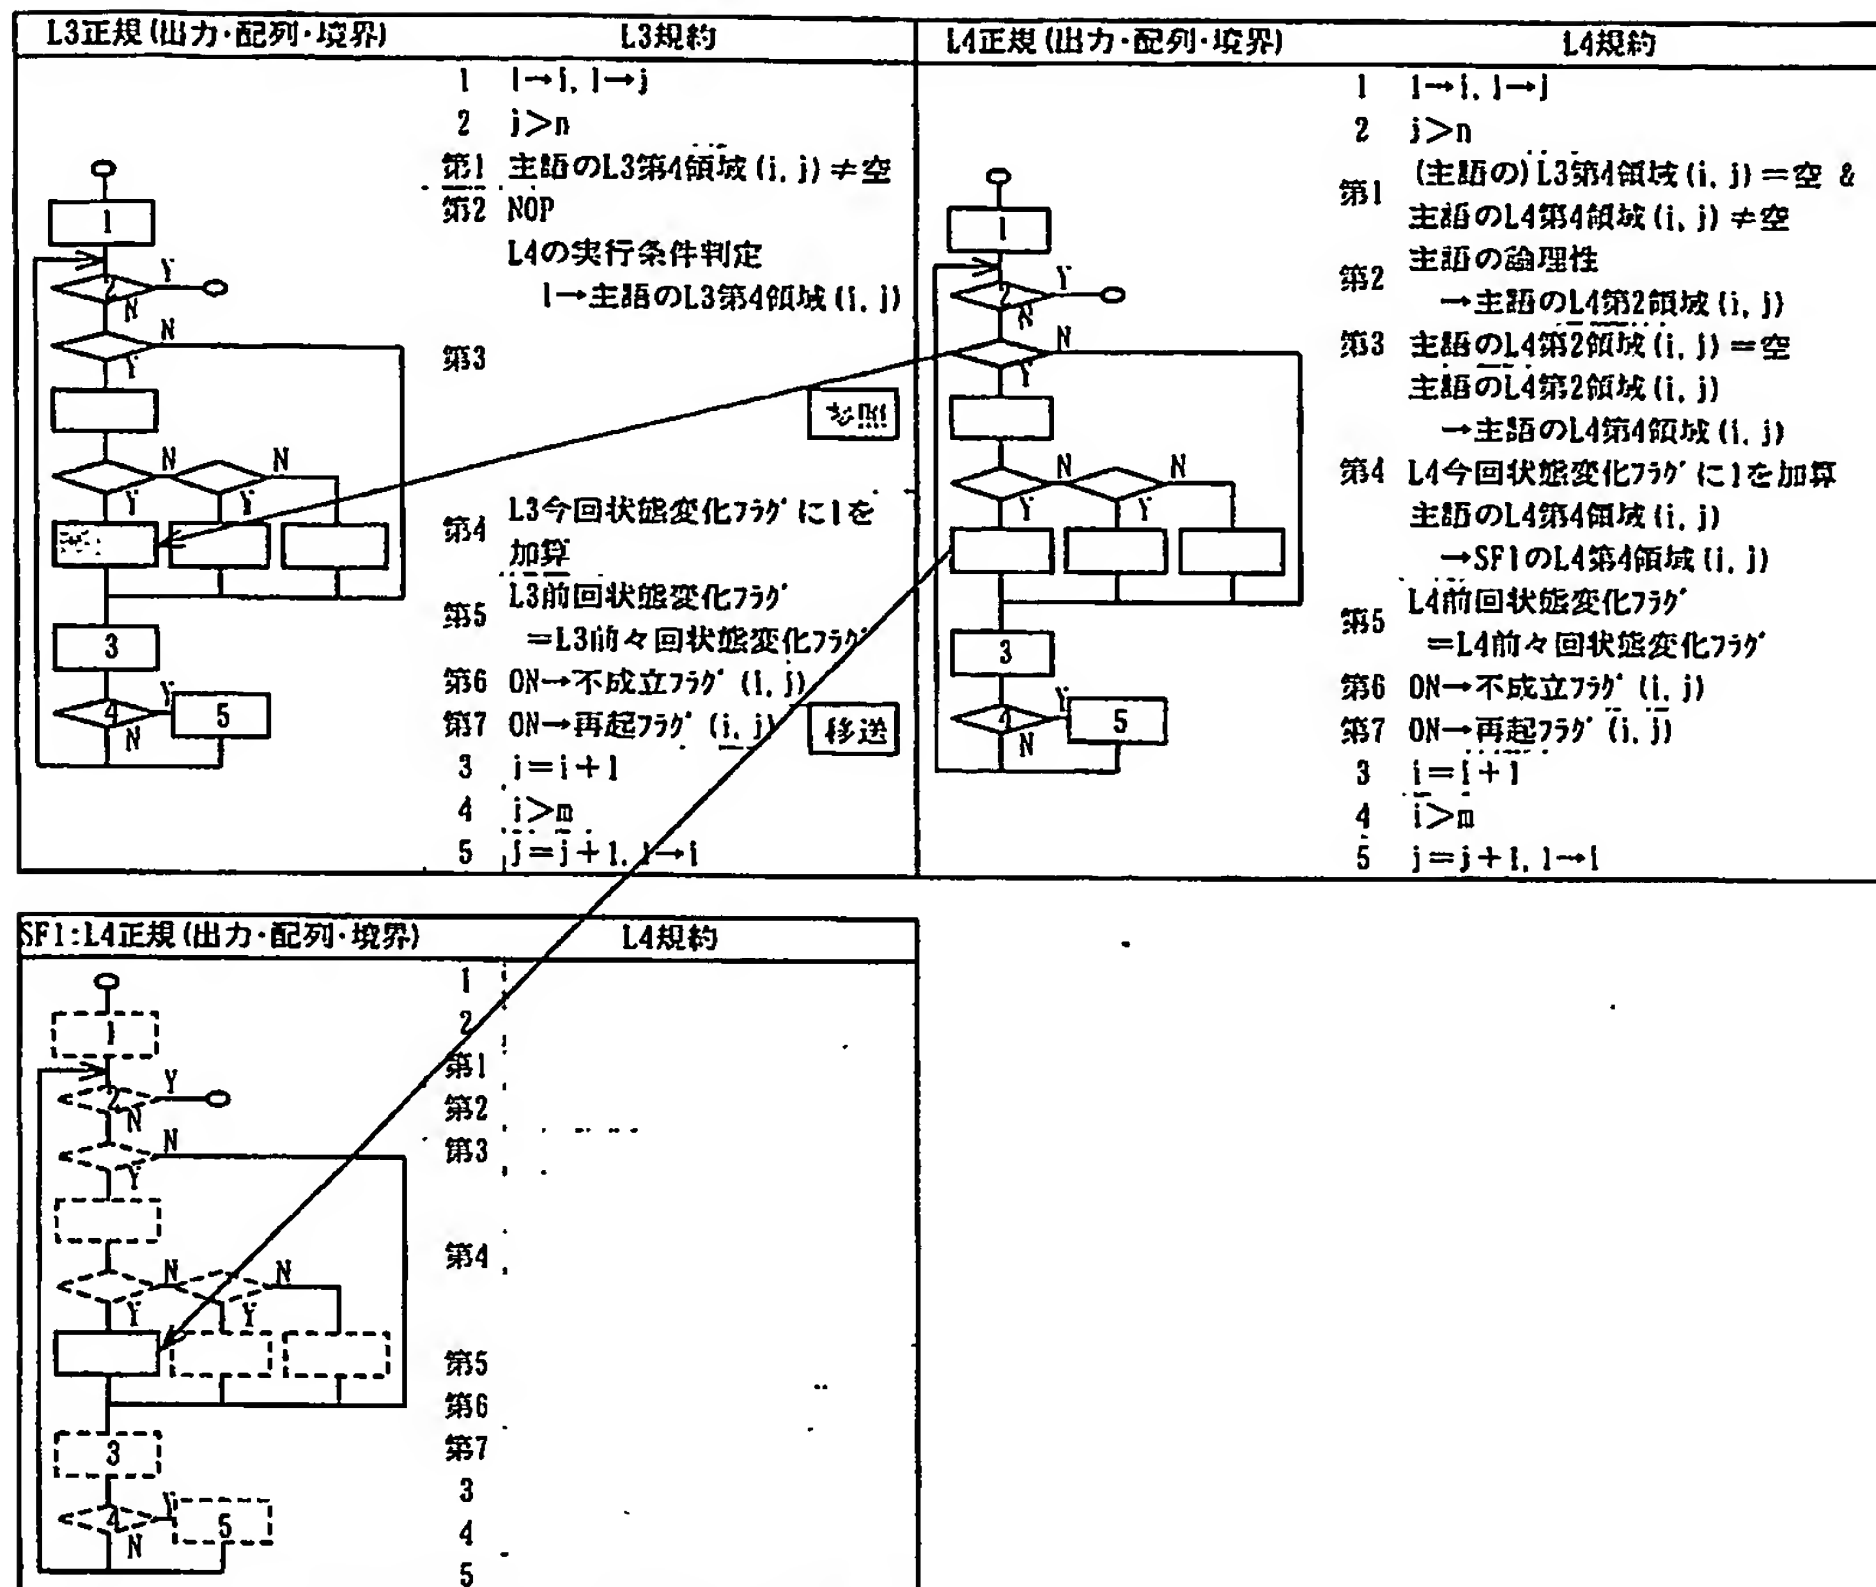 L3正規(出力・配列・境界) L3規約
1 1→i, 1→j
2 j>n
第1 主語のL3第4領域(i, j)≠空
第2 NOP
L4の実行条件判定
1→主語のL3第4領域(i, j)
第3
第4 L3今回状態変化フラグに1を
加算
第5 L3前回状態変化フラグ
=L3前々回状態変化フラグ
第6 ON→不成立フラグ(i, j)
第7 ON→再起フラグ(i, j)
3 i=i+1
4 i>m
5 j=j+1, 1→i
1
2
Y
N
N
Y
N
N
Y
Y
3
4
Y
5
N
参照
移送
L4正規(出力・配列・境界) L4規約
1 1→i, 1→j
2 j>n
第1 (主語の)L3第4領域(i, j)=空 &
主語のL4第4領域(i, j)≠空
第2 主語の論理性
→主語のL4第2領域(i, j)
第3 主語のL4第2領域(i, j)=空
主語のL4第2領域(i, j)
→主語のL4第4領域(i, j)
第4 L4今回状態変化フラグに1を加算
主語のL4第4領域(i, j)
→SF1のL4第4領域(i, j)
第5 L4前回状態変化フラグ
=L4前々回状態変化フラグ
第6 ON→不成立フラグ(i, j)
第7 ON→再起フラグ(i, j)
3 i=i+1
4 i>m
5 j=j+1, 1→i
1
2
Y
N
N
Y
N
N
Y
Y
3
4
Y
5
N
SF1:L4正規(出力・配列・境界) L4規約
1
2
第1
第2
第3
第4
第5
第6
第7
3
4
5
1
2
Y
N
N
Y
N
N
Y
Y
3
4
Y
5
N